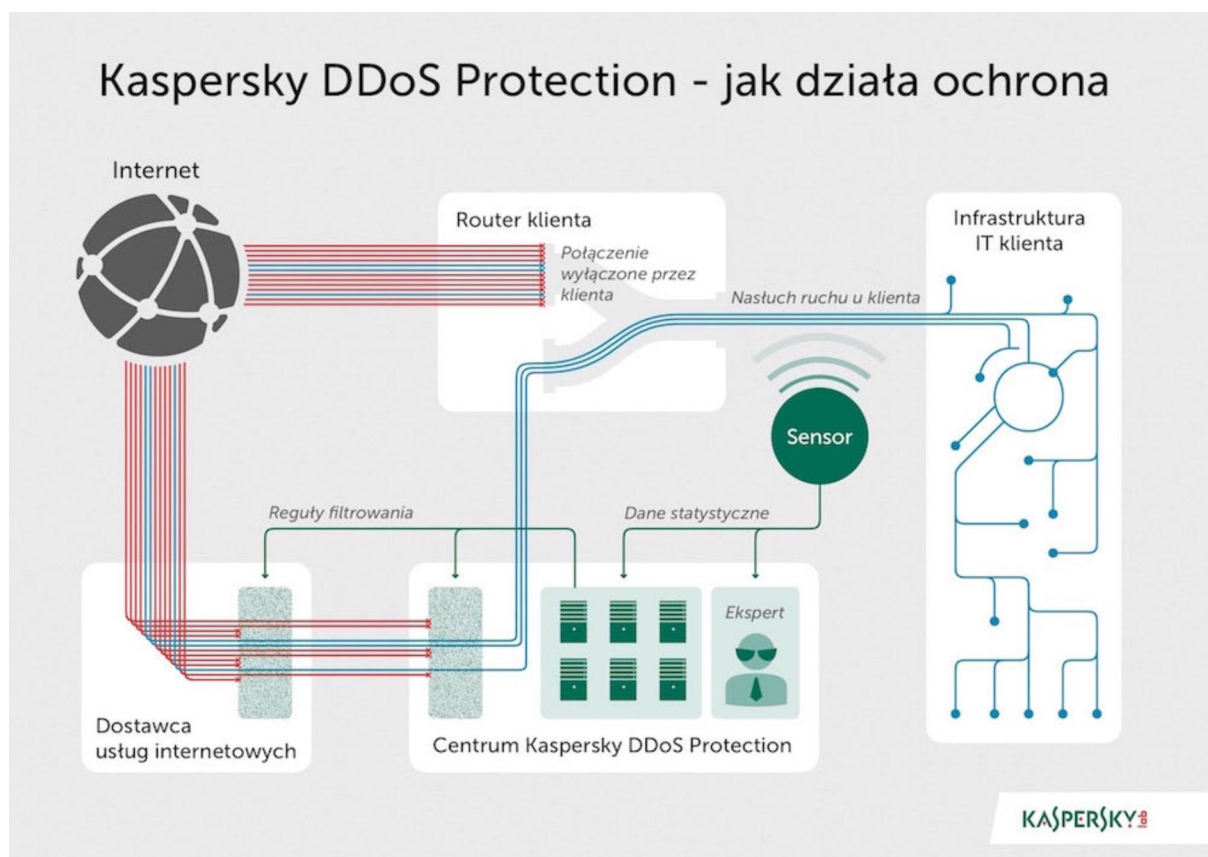 Kaspersky DDoS Protection - jak działa ochrona
Internet
Router klienta
Połączenie
wyłączone przez
klienta
Nasłuch ruchu u klienta
Infrastruktura
IT klienta
Sensor
Reguły filtrowania
Dane statystyczne
Ekspert
Dostawca
usług internetowych
Centrum Kaspersky DDoS Protection
KASPERSKY lab